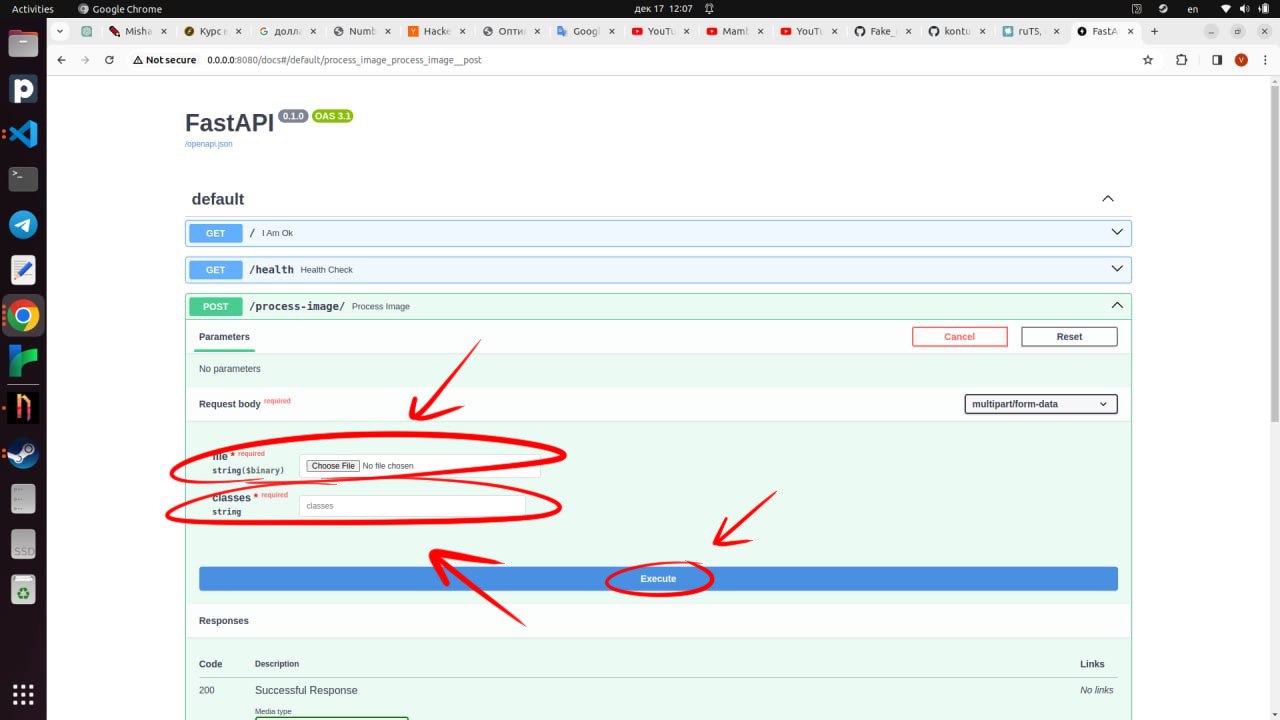 Activities Google Chrome дек 17 12:07 en
Misha Курс долла Numb Hacke Опти Googl YouTu Mamb YouTu Fake_ kontu ruT5, FastA
Not secure 0.0.0.0:8080/docs#/default/process_image_process_image__post V
FastAPI 0.1.0 OAS 3.1
/openapi.json
default
GET / I Am Ok
GET /health Health Check
POST /process-image/ Process Image
Parameters Cancel Reset
No parameters
Request body required multipart/form-data
file * required
string($binary) Choose File No file chosen
classes * required
string classes
Execute
Responses
Code Description Links
200 Successful Response No links
Media type
SSD